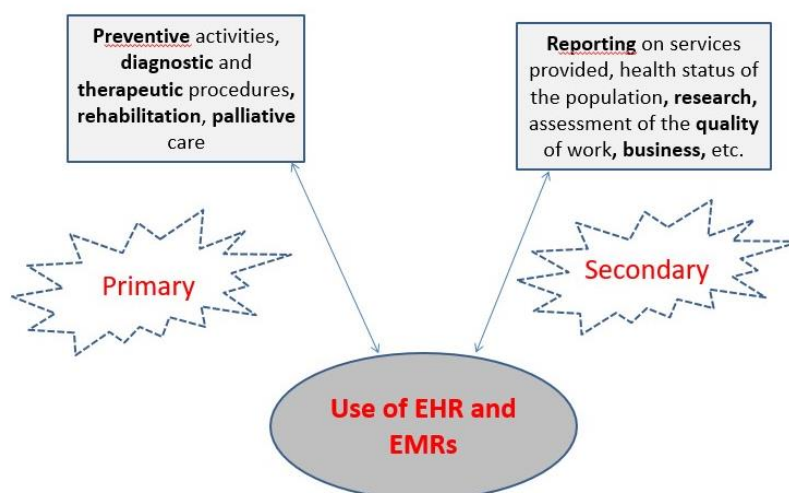 Preventive activities,
diagnostic and
therapeutic procedures,
rehabilitation, palliative
care
Reporting on services
provided, health status of
the population, research,
assessment of the quality
of work, business, etc.
Primary
Secondary
Use of EHR and
EMRs